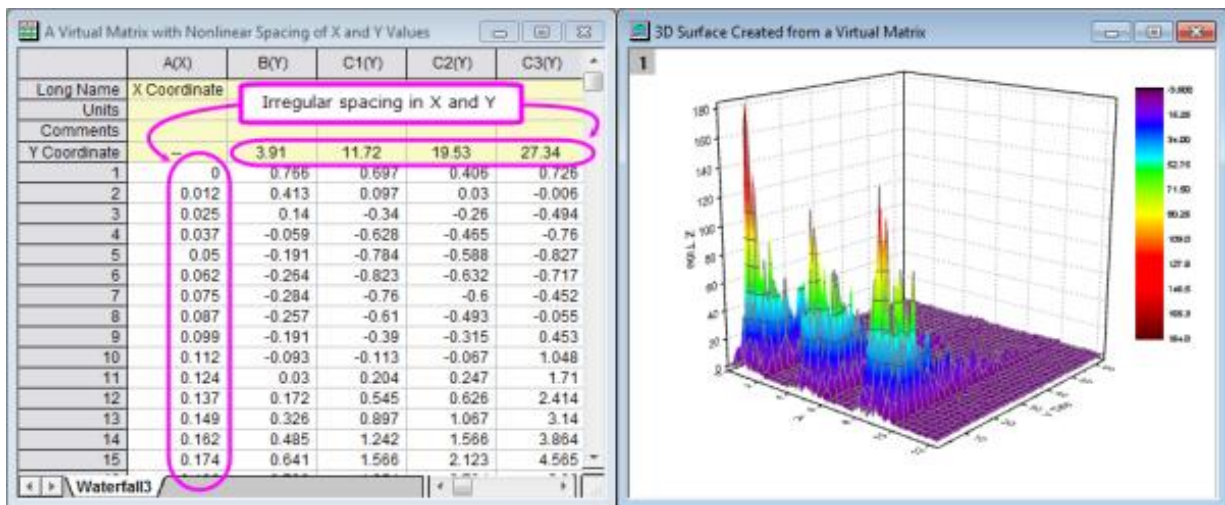 A Virtual Matrix with Nonlinear Spacing of X and Y Values
A(X) B(Y) C1(Y) C2(Y) C3(Y)
Long Name X Coordinate
Units
Comments
Irregular spacing in X and Y
Y Coordinate -- 3.91 11.72 19.53 27.34
1 0 0.766 0.697 0.406 0.726
2 0.012 0.413 0.097 0.03 -0.006
3 0.025 0.14 -0.34 -0.26 -0.494
4 0.037 -0.059 -0.628 -0.465 -0.76
5 0.05 -0.191 -0.784 -0.588 -0.827
6 0.062 -0.264 -0.823 -0.632 -0.717
7 0.075 -0.284 -0.76 -0.6 -0.452
8 0.087 -0.257 -0.61 -0.493 -0.055
9 0.099 -0.191 -0.39 -0.315 0.453
10 0.112 -0.093 -0.113 -0.067 1.048
11 0.124 0.03 0.204 0.247 1.71
12 0.137 0.172 0.545 0.626 2.414
13 0.149 0.326 0.897 1.067 3.14
14 0.162 0.485 1.242 1.566 3.864
15 0.174 0.641 1.566 2.123 4.565
Waterfall3
3D Surface Created from a Virtual Matrix
1
180
140
120
100
80
60
40
20
0